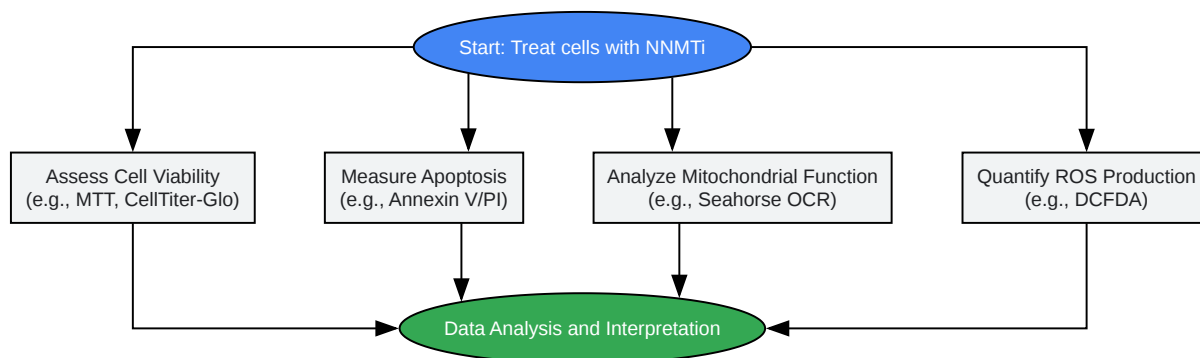 Start: Treat cells with NNMTi
Assess Cell Viability
(e.g., MTT, CellTiter-Glo)
Measure Apoptosis
(e.g., Annexin V/PI)
Analyze Mitochondrial Function
(e.g., Seahorse OCR)
Quantify ROS Production
(e.g., DCFDA)
Data Analysis and Interpretation